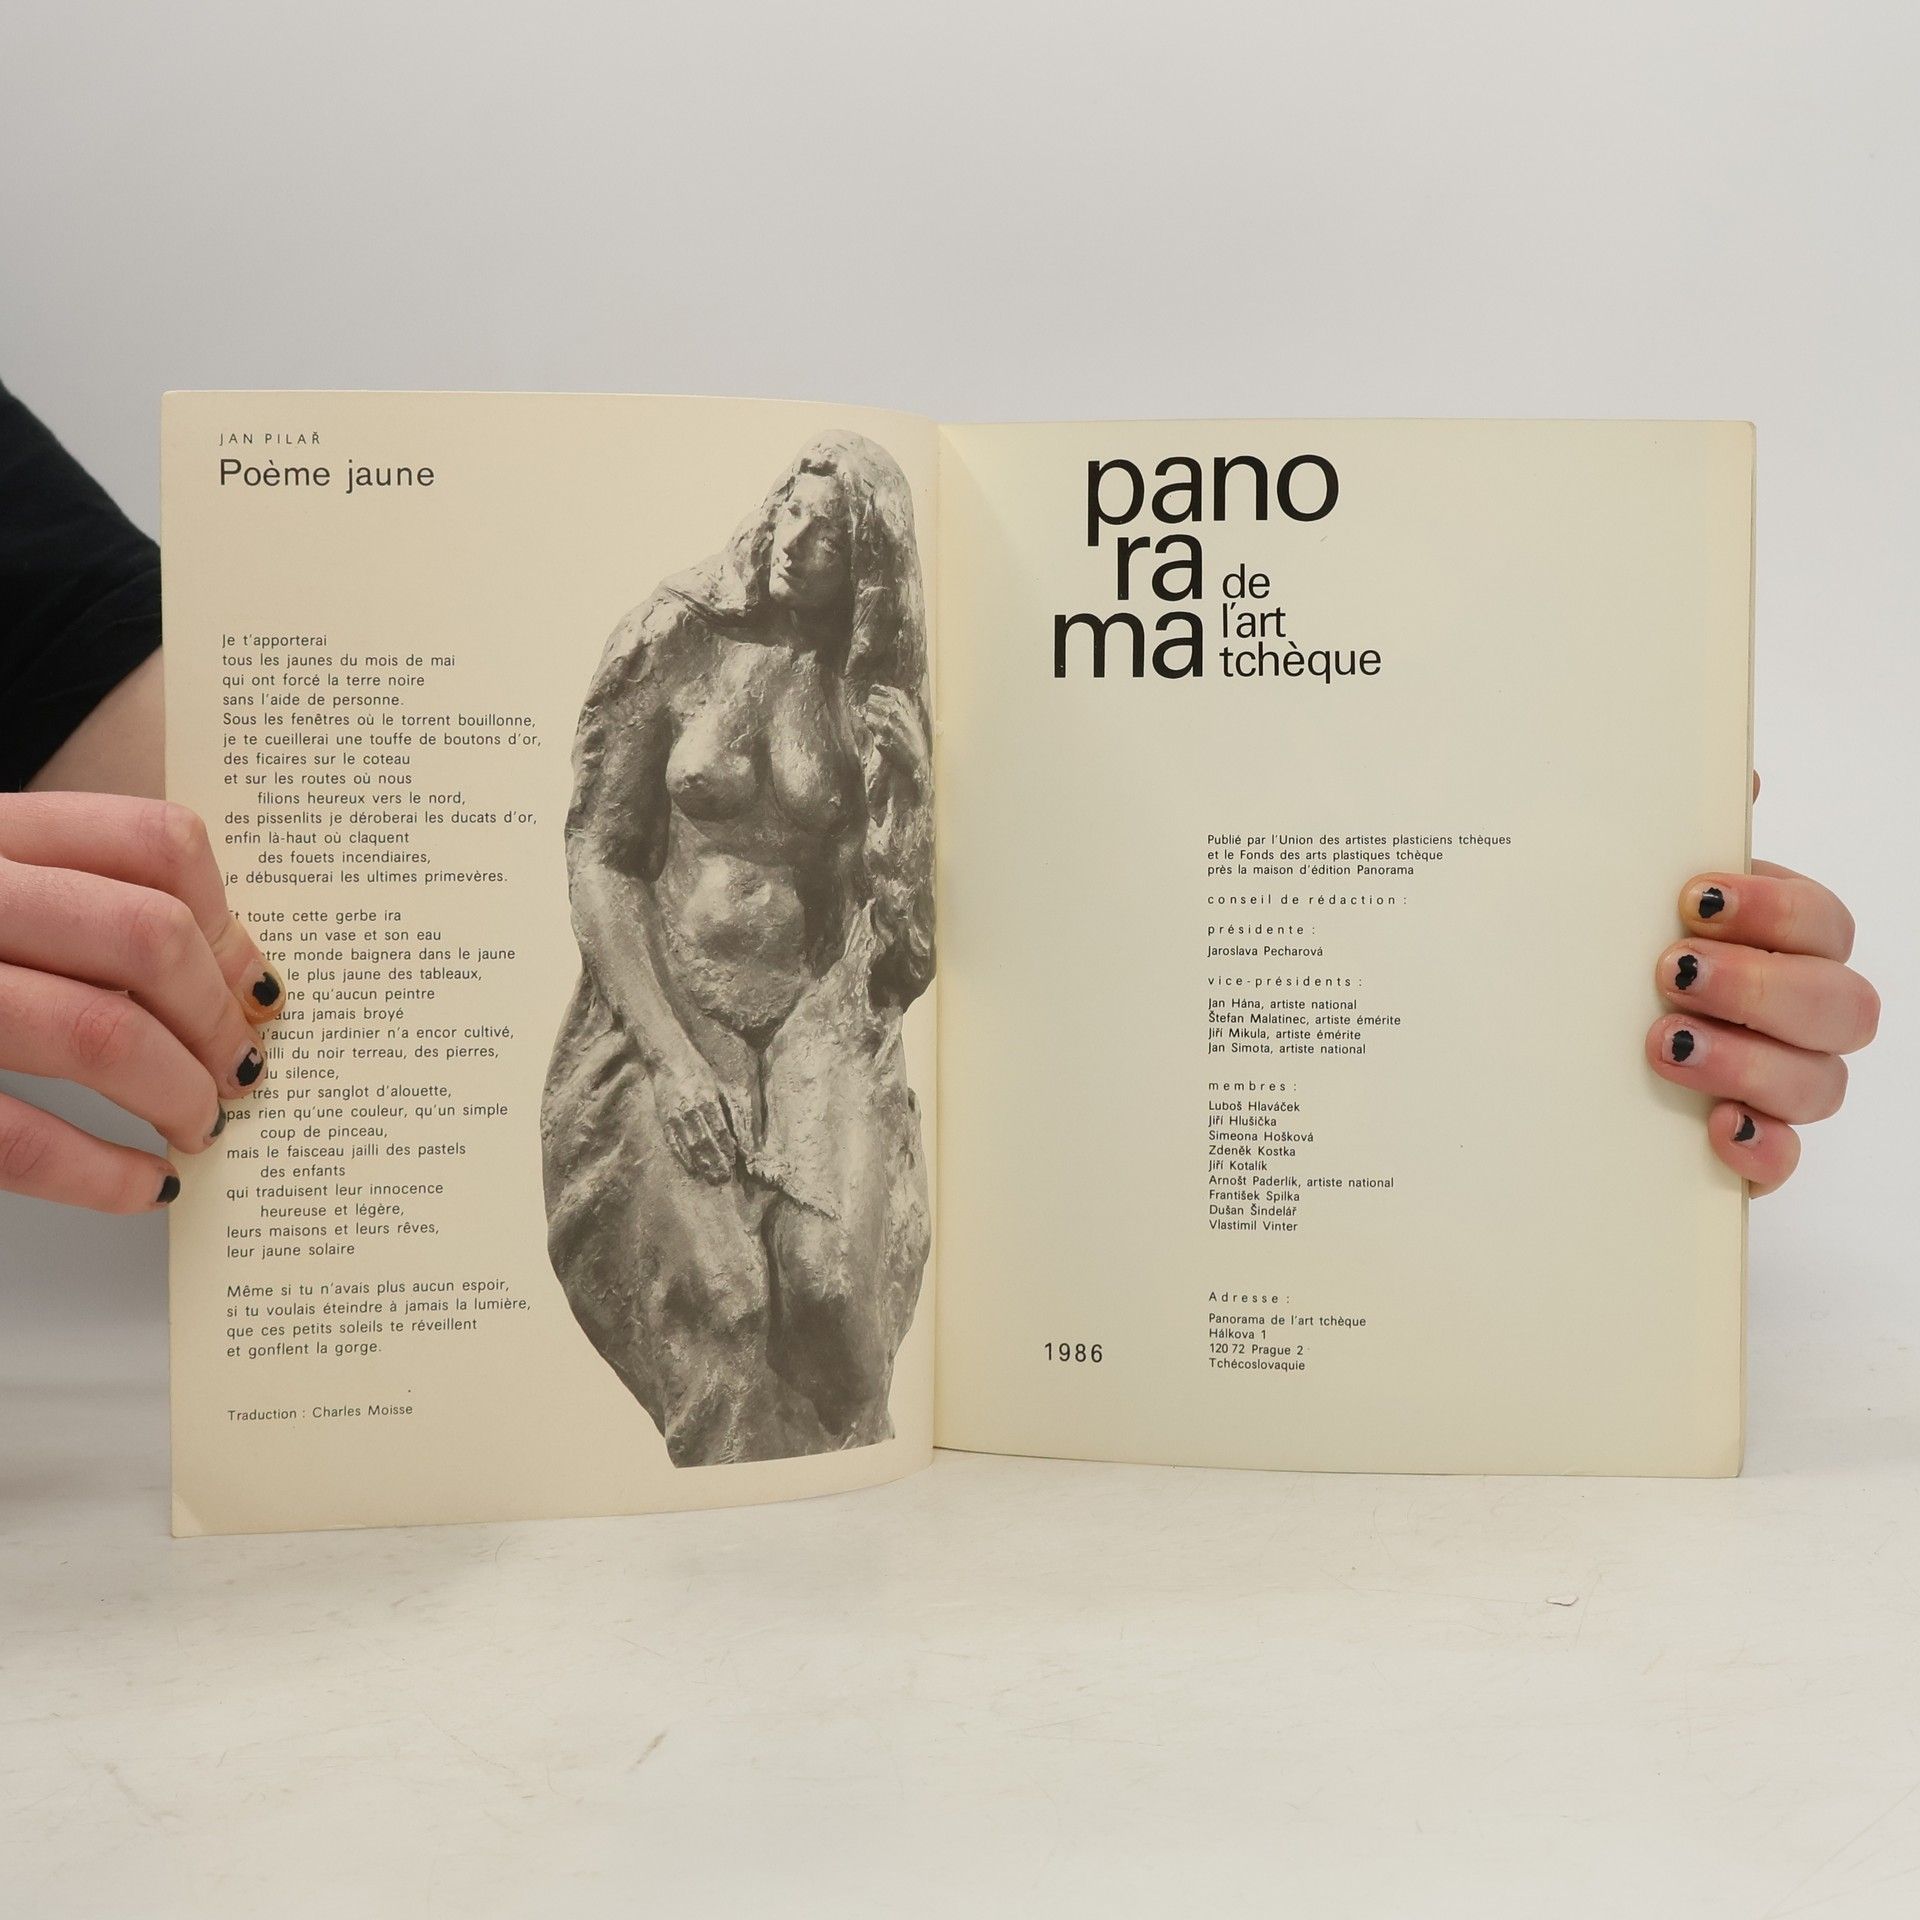 JAN PILAŘ
Poème jaune
Je t'apporterai
tous les jaunes du mois de mai
qui ont forcé la terre noire
sans l'aide de personne.
Sous les fenêtres où le torrent bouillonne,
je te cueillerai une touffe de boutons d'or,
des ficaires sur le coteau
et sur les routes où nous
filions heureux vers le nord,
des pissenlits je déroberai les ducats d'or,
enfin là-haut où claquent
des fouets incendiaires,
je débusquerai les ultimes primevères.
Et toute cette gerbe ira
dans un vase et son eau
monde baignera dans le jaune
le plus jaune des tableaux,
qu'aucun peintre
jamais broyé
qu'aucun jardinier n'a encor cultivé,
du noir terreau, des pierres,
du silence,
très pur sanglot d'alouette,
pas rien qu'une couleur, qu'un simple
coup de pinceau,
mais le faisceau jailli des pastels
des enfants
qui traduisent leur innocence
heureuse et légère,
leurs maisons et leurs rêves,
leur jaune solaire
Même si tu n'avais plus aucun espoir,
si tu voulais éteindre à jamais la lumière,
que ces petits soleils te réveillent
et gonflent la gorge.
Traduction : Charles Moisse
pano
ra
ma
de
l'art
tchèque
Publié par l'Union des artistes plasticiens tchèques
et le Fonds des arts plastiques tchèque
près la maison d'édition Panorama
conseil de rédaction :
présidente :
Jaroslava Pecharová
vice-présidents :
Jan Hána, artiste national
Štefan Malatinec, artiste émérite
Jiří Mikula, artiste émérite
Jan Simota, artiste national
membres :
Luboš Hlaváček
Jiří Hlušička
Simeona Hošková
Zdeněk Kostka
Jiří Kotalík
Arnošt Paderlík, artiste national
František Spilka
Dušan Šindelář
Vlastimil Vinter
Adresse :
Panorama de l'art tchèque
Hálkova 1
120 72 Prague 2
Tchécoslovaquie
1986